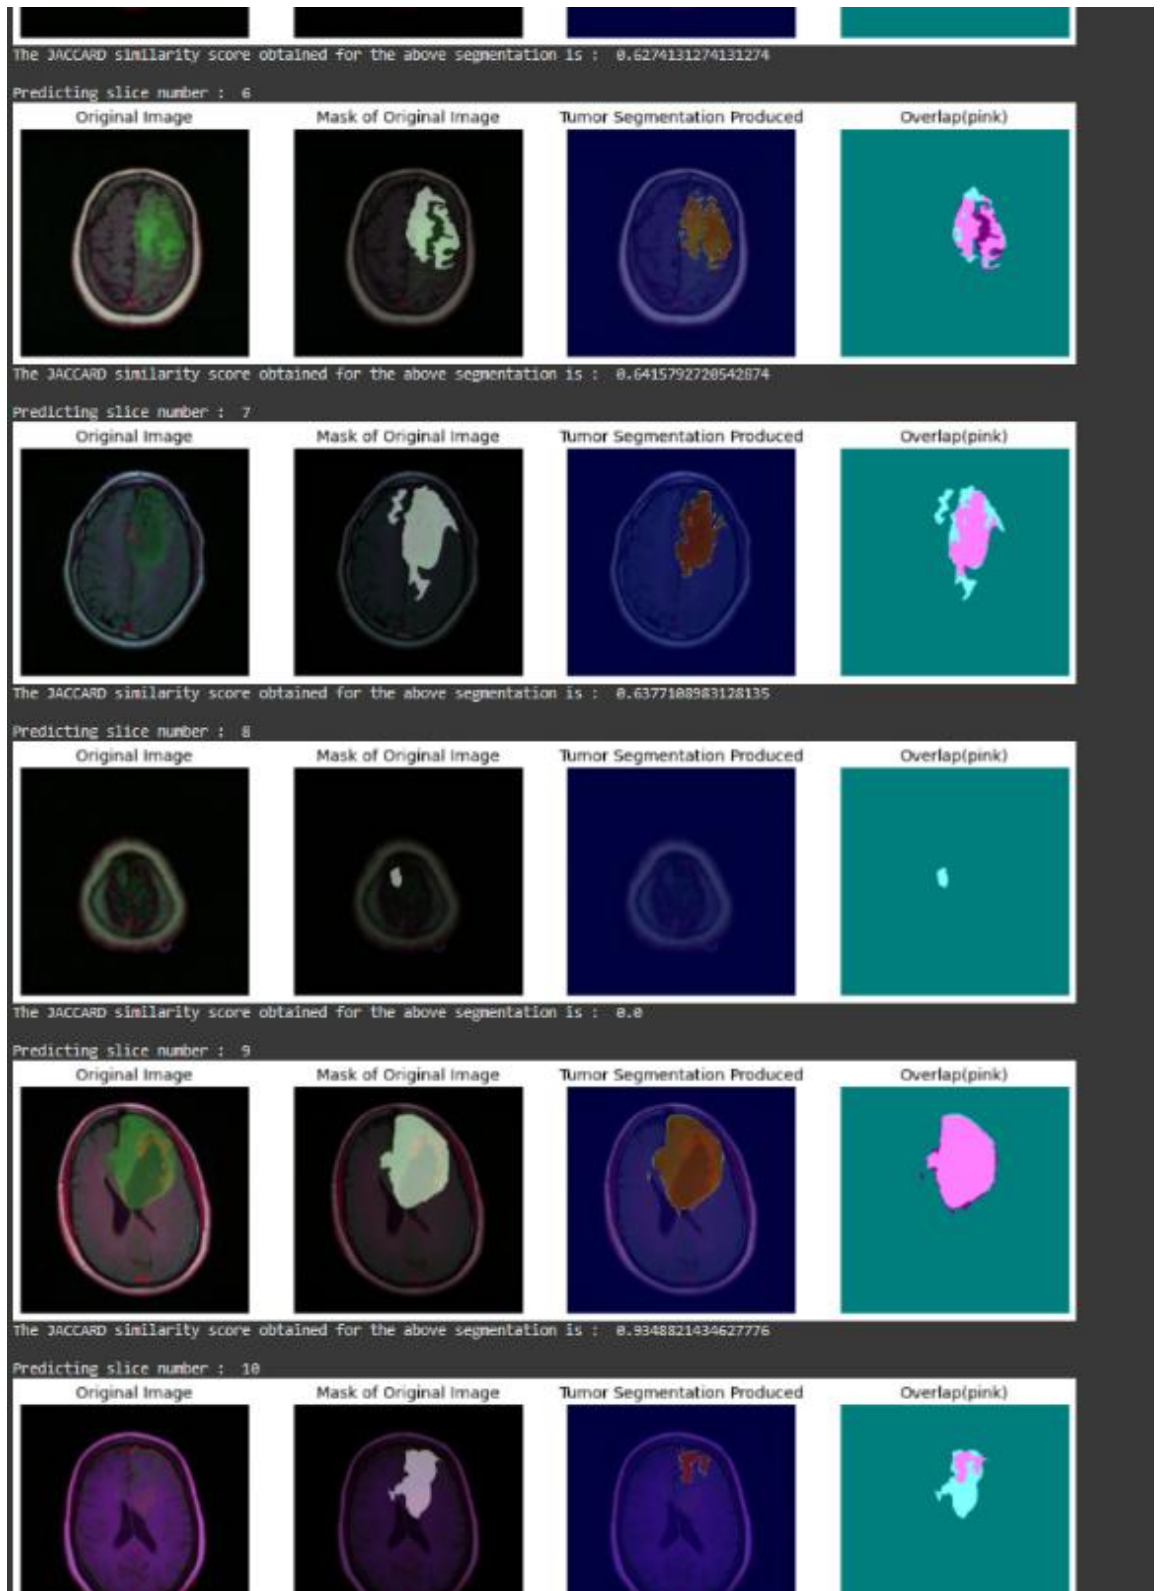 The JACCARD similarity score obtained for the above segmentation is : 0.6274131274131274
Predicting slice number : 6
Original Image Mask of Original Image Tumor Segmentation Produced Overlap(pink)
The JACCARD similarity score obtained for the above segmentation is : 0.6415792720542874
Predicting slice number : 7
Original Image Mask of Original Image Tumor Segmentation Produced Overlap(pink)
The JACCARD similarity score obtained for the above segmentation is : 0.6377108983128135
Predicting slice number : 8
Original Image Mask of Original Image Tumor Segmentation Produced Overlap(pink)
The JACCARD similarity score obtained for the above segmentation is : 0.0
Predicting slice number : 9
Original Image Mask of Original Image Tumor Segmentation Produced Overlap(pink)
The JACCARD similarity score obtained for the above segmentation is : 0.9348821434627776
Predicting slice number : 10
Original Image Mask of Original Image Tumor Segmentation Produced Overlap(pink)